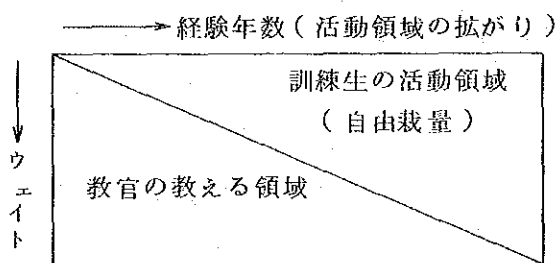 経験年数(活動領域の拡がり)
訓練生の活動領域
(自由栽量)
教官の教える領域
ウェイト